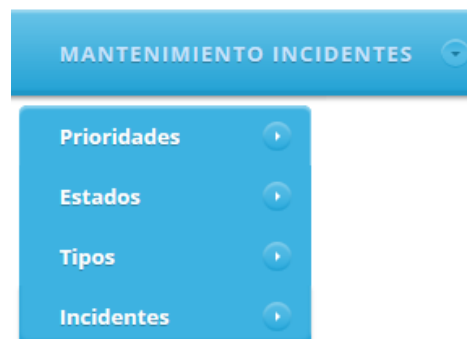 MANTENIMIENTO INCIDENTES
Prioridades
Estados
Tipos
Incidentes